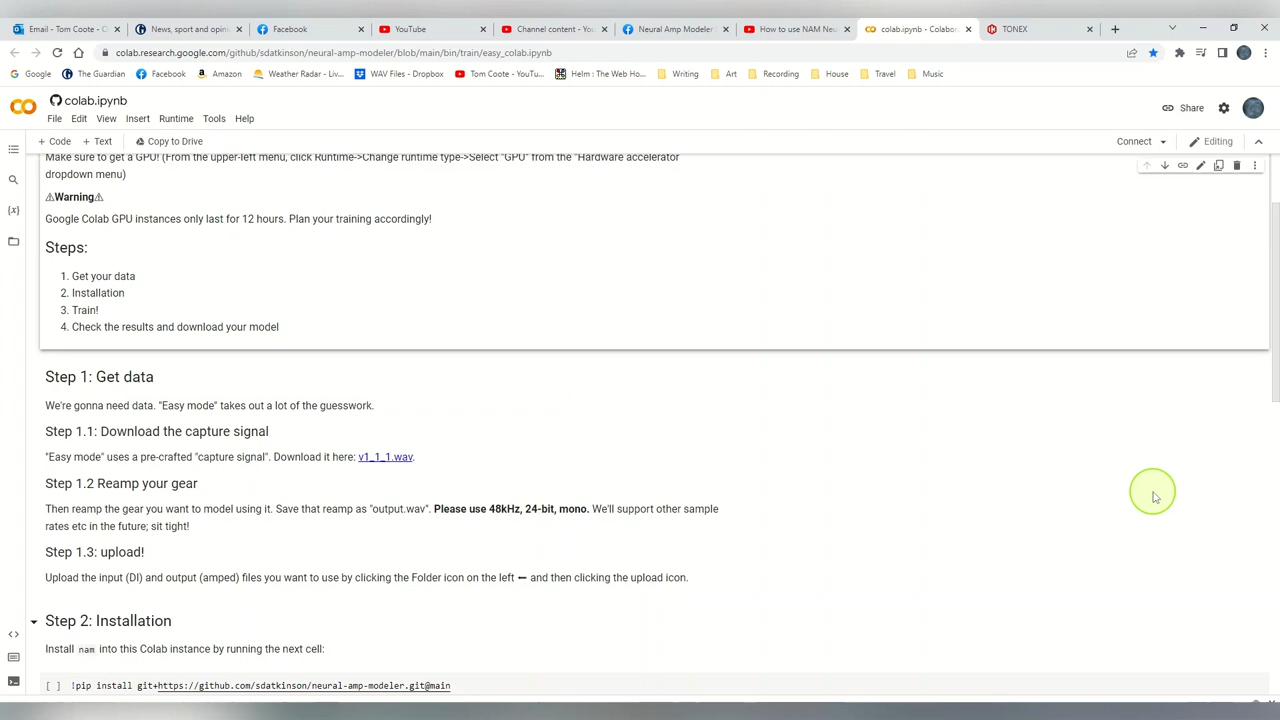 Email - Tom Coote - C
News, sport and opini
Facebook
YouTube
Channel content - You
Neural Amp Modeler
How to use NAM Neu
colab.ipynb - Colabor
TONEX
colab.research.google.com/github/sdatkinson/neural-amp-modeler/blob/main/bin/train/easy_colab.ipynb
Google
The Guardian
Facebook
Amazon
Weather Radar - Liv...
WAV Files - Dropbox
Tom Coote - YouTu...
Helm : The Web Ho...
Writing
Art
Recording
House
Travel
Music
colab.ipynb
Share
File Edit View Insert Runtime Tools Help
+ Code + Text Copy to Drive
Connect
Editing
Make sure to get a GPU! (From the upper-left menu, click Runtime->Change runtime type->Select "GPU" from the "Hardware accelerator
dropdown menu)
⚠Warning⚠
Google Colab GPU instances only last for 12 hours. Plan your training accordingly!
Steps:
1. Get your data
2. Installation
3. Train!
4. Check the results and download your model
Step 1: Get data
We're gonna need data. "Easy mode" takes out a lot of the guesswork.
Step 1.1: Download the capture signal
"Easy mode" uses a pre-crafted "capture signal". Download it here: v1_1_1.wav.
Step 1.2 Reamp your gear
Then reamp the gear you want to model using it. Save that reamp as "output.wav". Please use 48kHz, 24-bit, mono. We'll support other sample
rates etc in the future; sit tight!
Step 1.3: upload!
Upload the input (DI) and output (amped) files you want to use by clicking the Folder icon on the left ⬅ and then clicking the upload icon.
Step 2: Installation
Install nam into this Colab instance by running the next cell:
[ ] !pip install git+https://github.com/sdatkinson/neural-amp-modeler.git@main